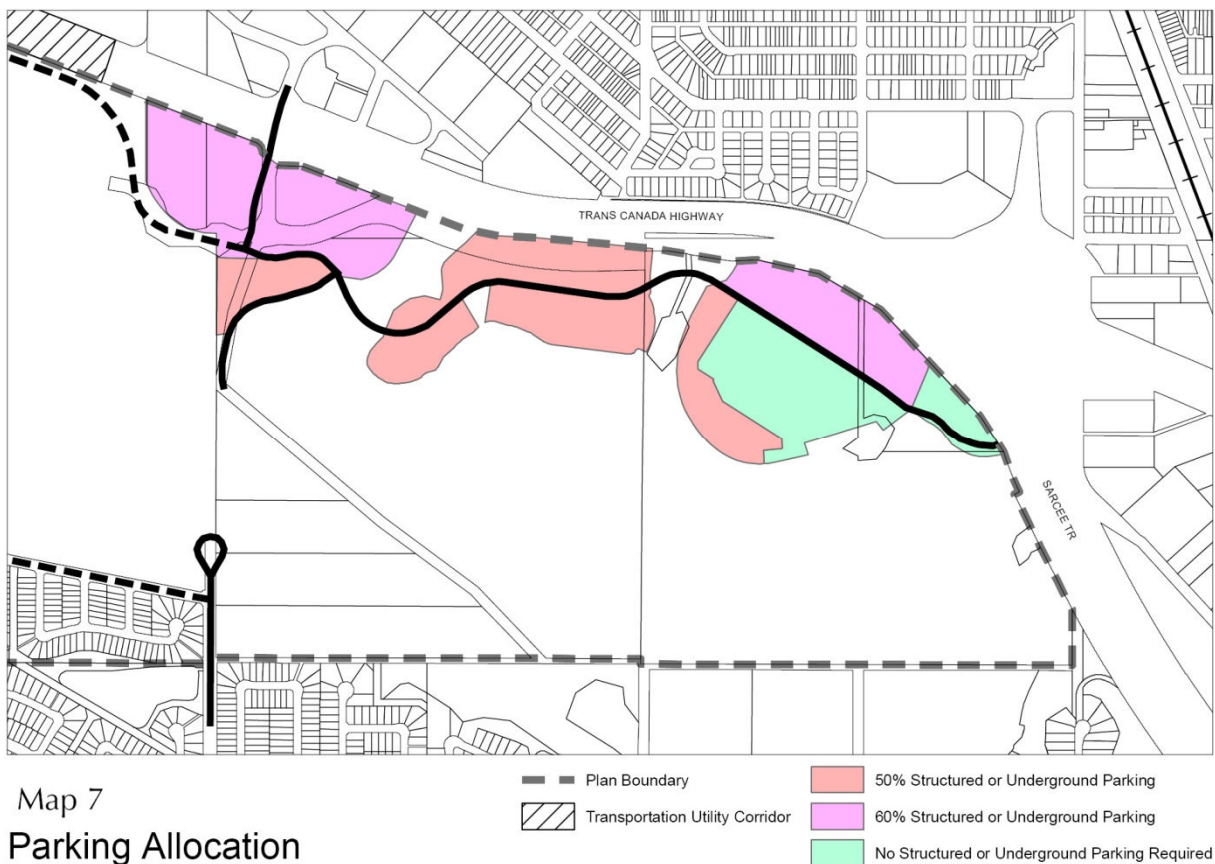 TRANS CANADA HIGHWAY
SARCEE TR
Map 7
Parking Allocation
Plan Boundary
Transportation Utility Corridor
50% Structured or Underground Parking
60% Structured or Underground Parking
No Structured or Underground Parking Required